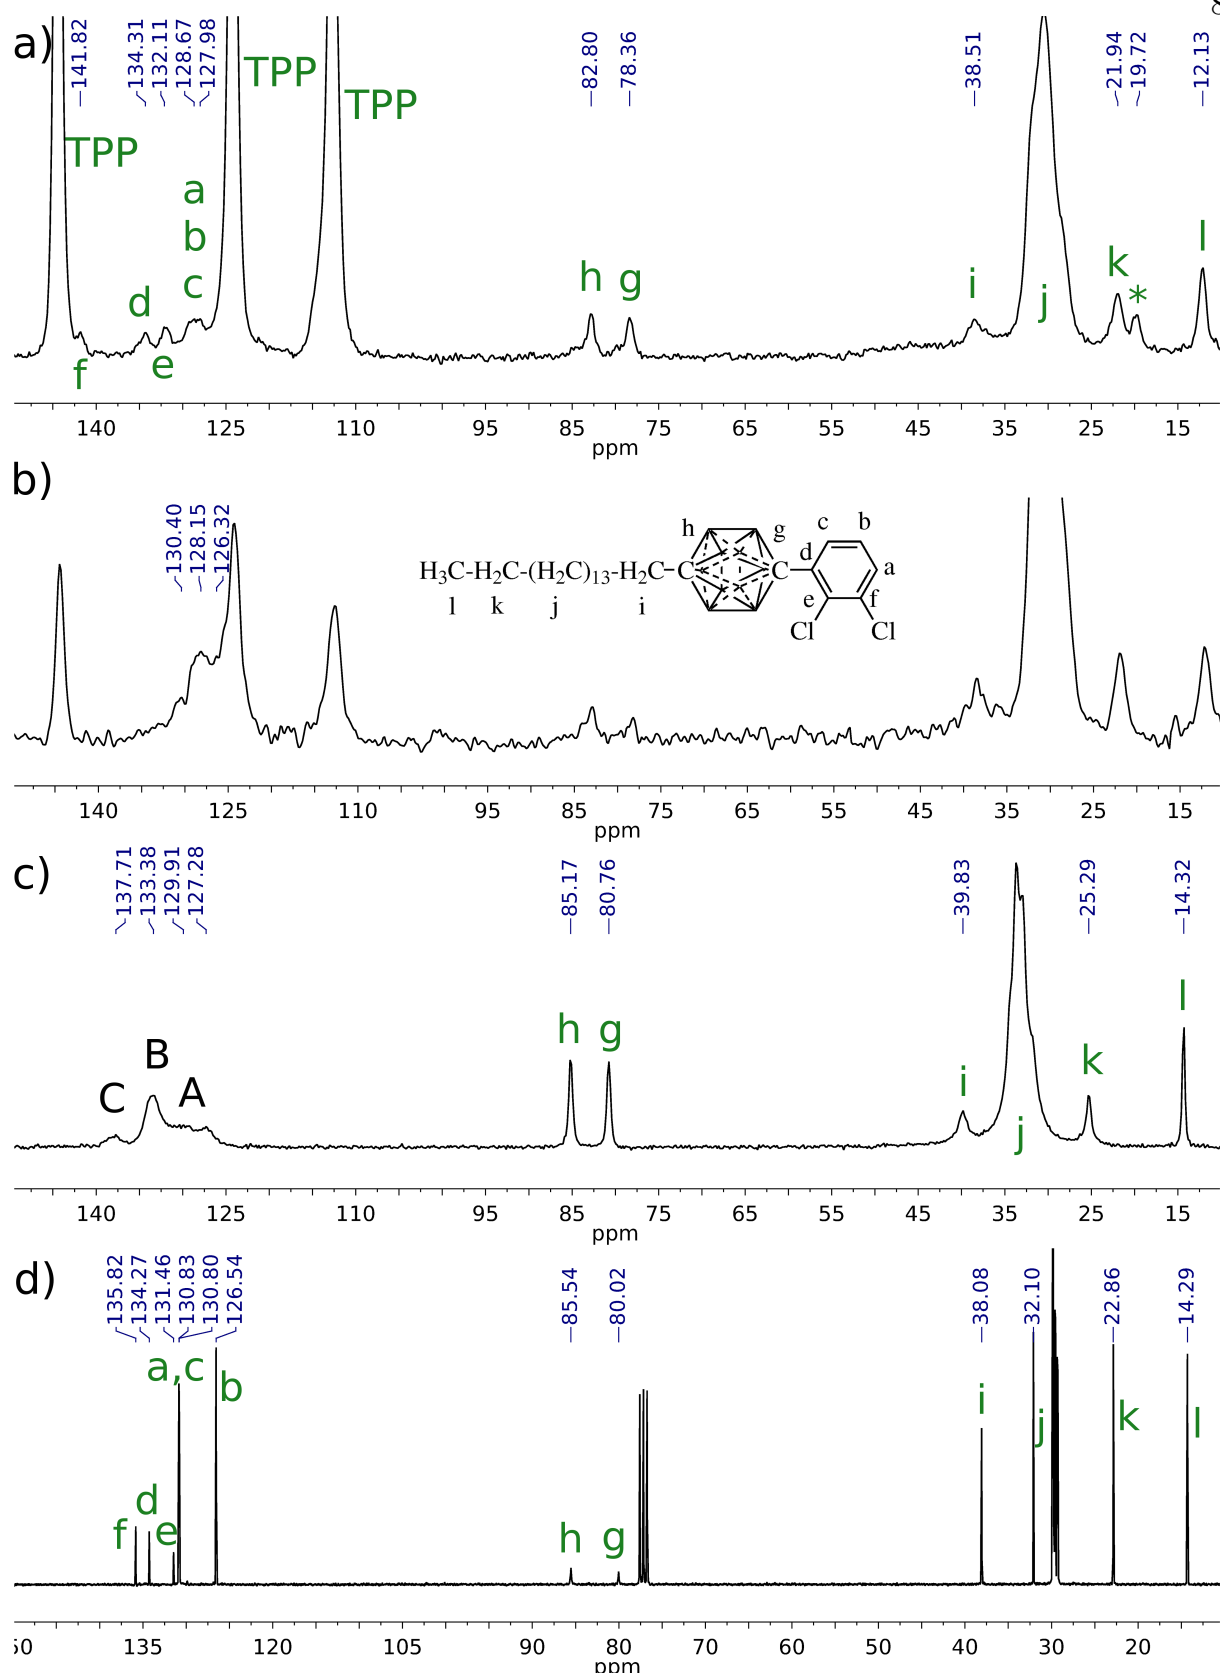 a)
141.82
134.31
132.11
128.67
127.98
82.80
78.36
38.51
21.94
19.72
12.13
TPP
TPP
TPP
a
b
c
d
e
f
h
g
i
j
k
*
l
140 125 110 85 75 65 55 45 35 25 15
ppm
b)
130.40
128.15
126.32
h g c b
d a
H3C-H2C-(H2C)13-H2C C C
l k j i e f
Cl Cl
140 125 110 95 85 75 65 55 45 35 25 15
ppm
c)
137.71
133.38
129.91
127.28
85.17
80.76
39.83
25.29
14.32
C
B
A
h
g
i
j
k
l
140 125 110 95 85 75 65 55 45 35 25 15
ppm
d)
135.82
134.27
131.46
130.83
130.80
126.54
85.54
80.02
38.08
32.10
22.86
14.29
a,c
b
d
f
e
h
g
i
j
k
l
135 120 105 90 80 70 60 50 40 30 20
ppm